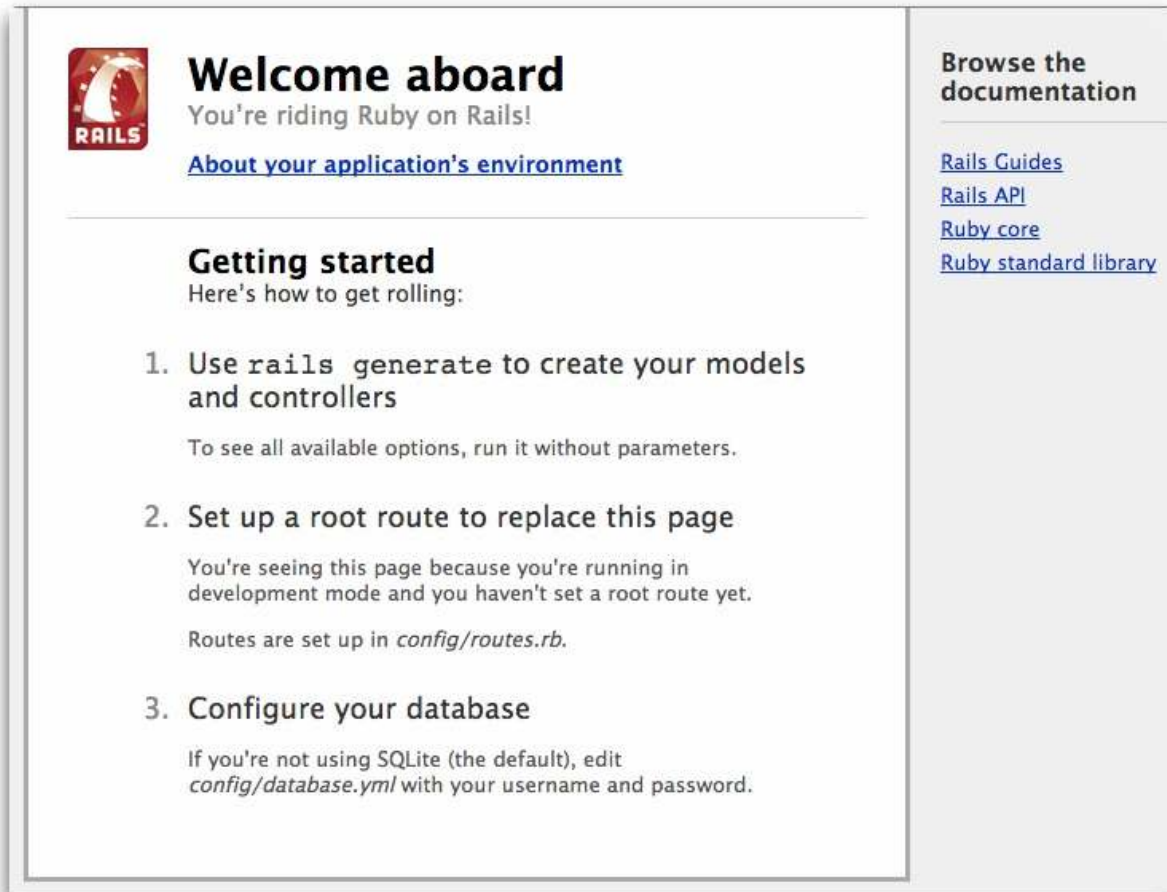 RAILS
Welcome aboard
You're riding Ruby on Rails!
About your application's environment
Getting started
Here's how to get rolling:
1. Use rails generate to create your models
and controllers
To see all available options, run it without parameters.
2. Set up a root route to replace this page
You're seeing this page because you're running in
development mode and you haven't set a root route yet.
Routes are set up in config/routes.rb.
3. Configure your database
If you're not using SQLite (the default), edit
config/database.yml with your username and password.
Browse the
documentation
Rails Guides
Rails API
Ruby core
Ruby standard library